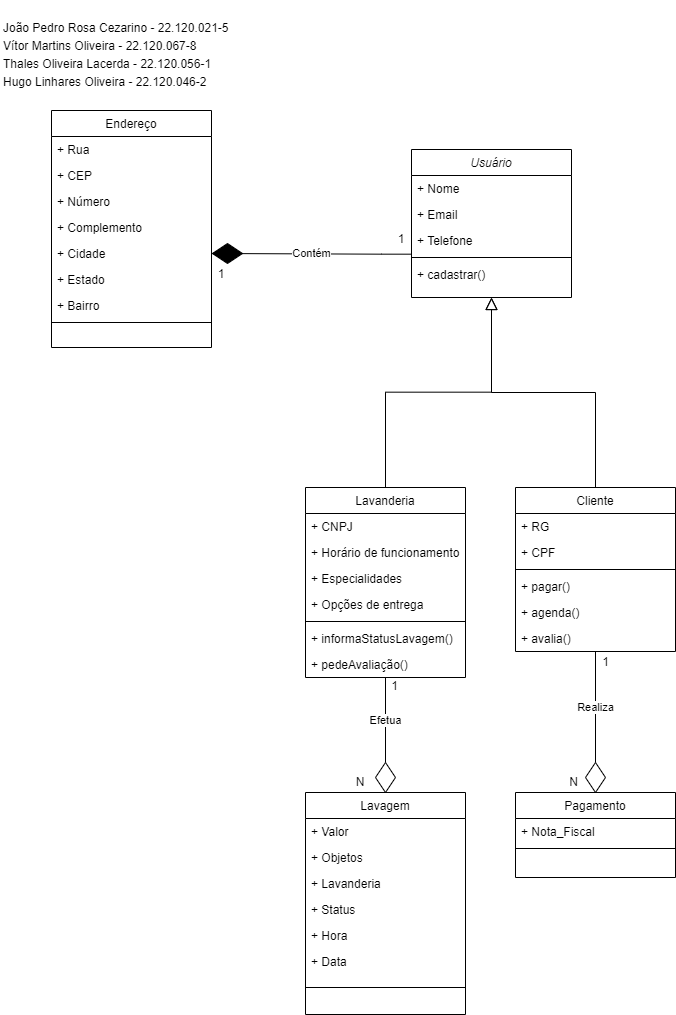 João Pedro Rosa Cezarino - 22.120.021-5
Vítor Martins Oliveira - 22.120.067-8
Thales Oliveira Lacerda - 22.120.056-1
Hugo Linhares Oliveira - 22.120.046-2
Endereço
+ Rua
+ CEP
+ Número
+ Complemento
+ Cidade
+ Estado
+ Bairro
1
Contém
1
Usuário
+ Nome
+ Email
+ Telefone
+ cadastrar()
Lavanderia
+ CNPJ
+ Horário de funcionamento
+ Especialidades
+ Opções de entrega
+ informaStatusLavagem()
+ pedeAvaliação()
1
Efetua
N
Cliente
+ RG
+ CPF
+ pagar()
+ agenda()
+ avalia()
1
Realiza
N
Lavagem
+ Valor
+ Objetos
+ Lavanderia
+ Status
+ Hora
+ Data
Pagamento
+ Nota_Fiscal